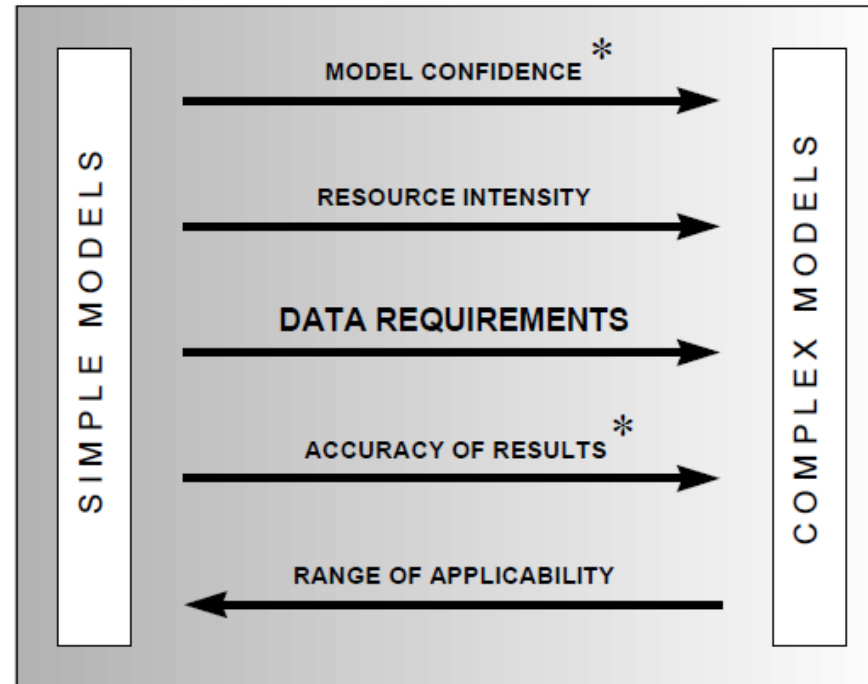 SIMPLE MODELS
MODEL CONFIDENCE *
RESOURCE INTENSITY
DATA REQUIREMENTS
ACCURACY OF RESULTS *
RANGE OF APPLICABILITY
COMPLEX MODELS